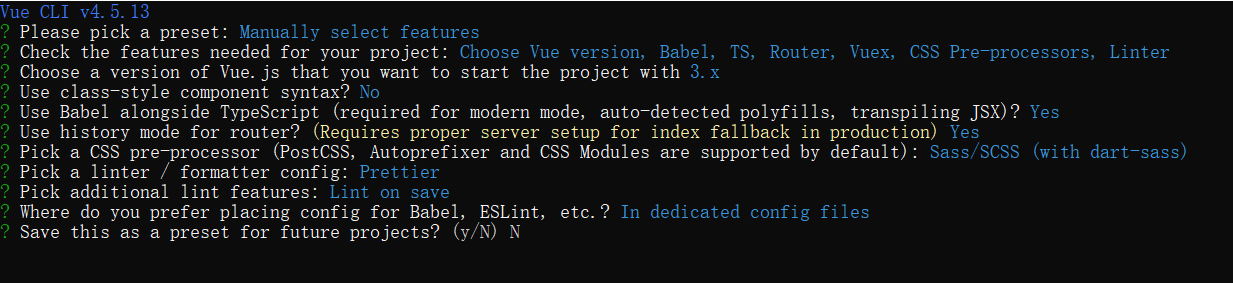 Vue CLI v4.5.13
? Please pick a preset: Manually select features
? Check the features needed for your project: Choose Vue version, Babel, TS, Router, Vuex, CSS Pre-processors, Linter
? Choose a version of Vue.js that you want to start the project with 3.x
? Use class-style component syntax? No
? Use Babel alongside TypeScript (required for modern mode, auto-detected polyfills, transpiling JSX)? Yes
? Use history mode for router? (Requires proper server setup for index fallback in production) Yes
? Pick a CSS pre-processor (PostCSS, Autoprefixer and CSS Modules are supported by default): Sass/SCSS (with dart-sass)
? Pick a linter / formatter config: Prettier
? Pick additional lint features: Lint on save
? Where do you prefer placing config for Babel, ESLint, etc.? In dedicated config files
? Save this as a preset for future projects? (y/N) N